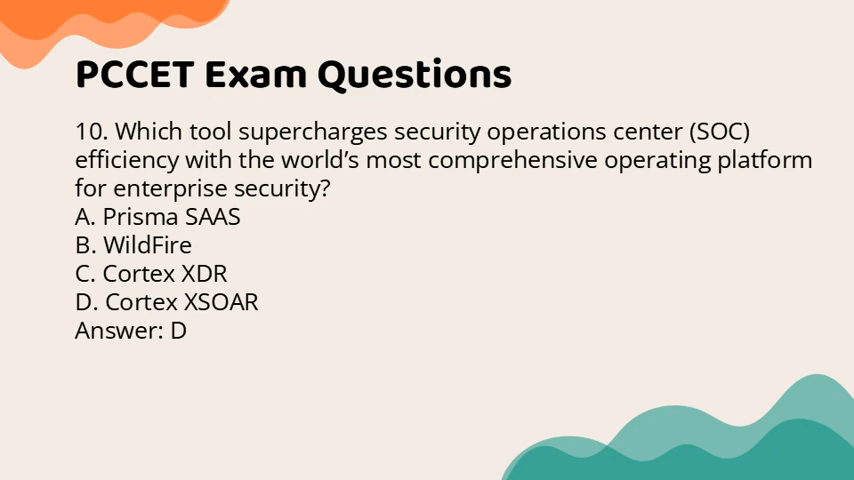 PCCET Exam Questions
10. Which tool supercharges security operations center (SOC)
efficiency with the world’s most comprehensive operating platform
for enterprise security?
A. Prisma SAAS
B. WildFire
C. Cortex XDR
D. Cortex XSOAR
Answer: D